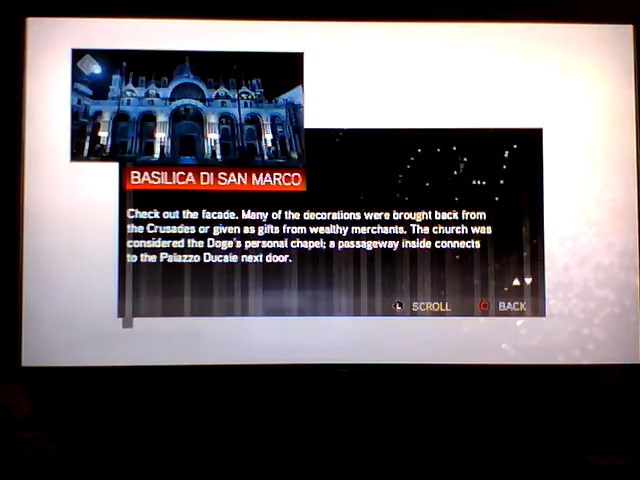 BASILICA DI SAN MARCO
Check out the facade. Many of the decorations were brought back from
the Crusades or given as gifts from wealthy merchants. The church was
considered the Doge's personal chapel; a passageway inside connects
to the Palazzo Ducale next door.
L SCROLL BACK